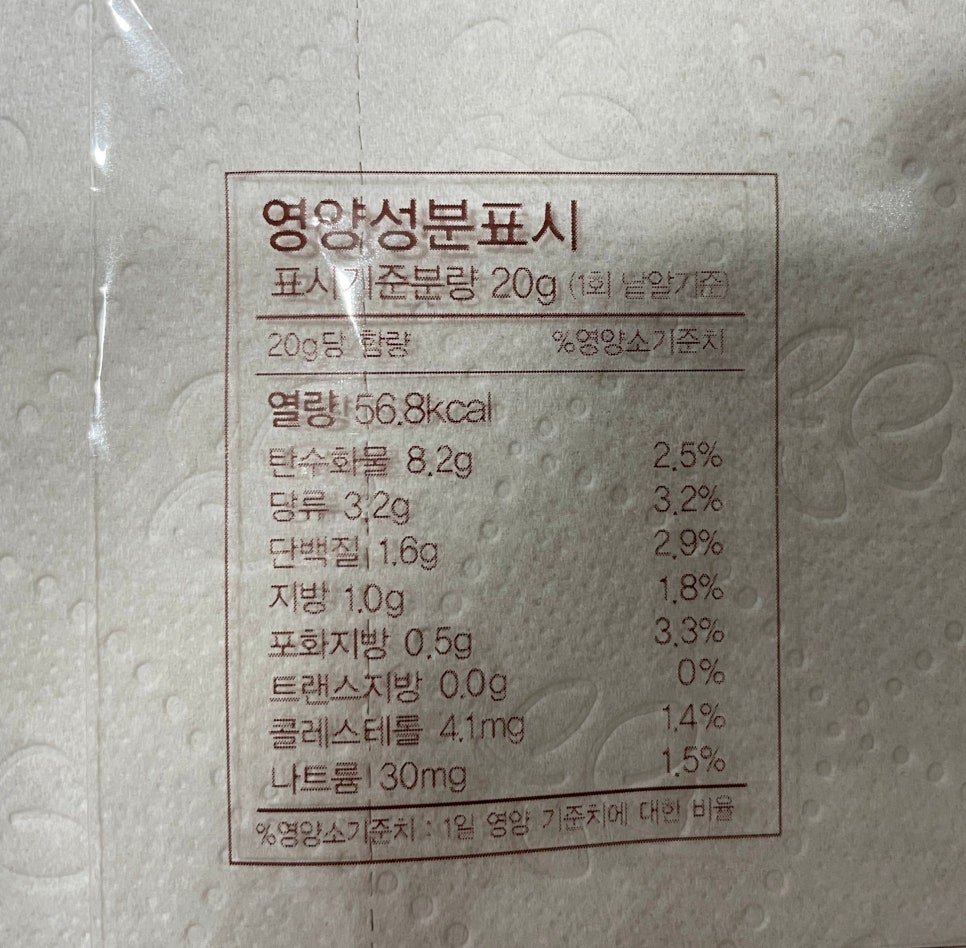 영양성분표시
표시기준분량 20g (1회 낱알기준)
20g당 함량 %영양소기준치
열량 56.8kcal
탄수화물 8.2g 2.5%
당류 3.2g 3.2%
단백질 1.6g 2.9%
지방 1.0g 1.8%
포화지방 0.5g 3.3%
트랜스지방 0.0g 0%
콜레스테롤 4.1mg 1.4%
나트륨 30mg 1.5%
%영양소기준치 : 1일 영양 기준치에 대한 비율